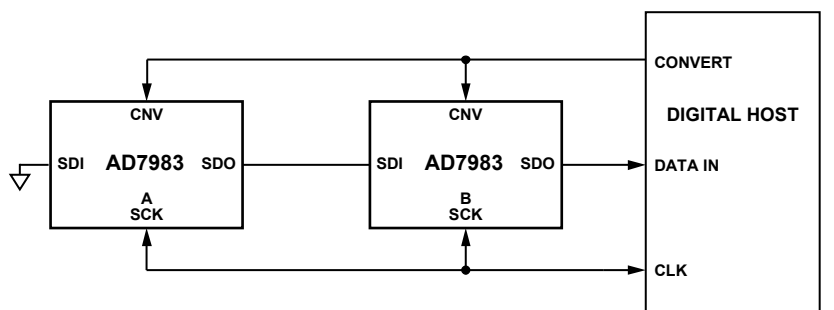 CONVERT
CNV CNV
DIGITAL HOST
SDI AD7983 SDO SDI AD7983 SDO DATA IN
A B
SCK SCK
CLK